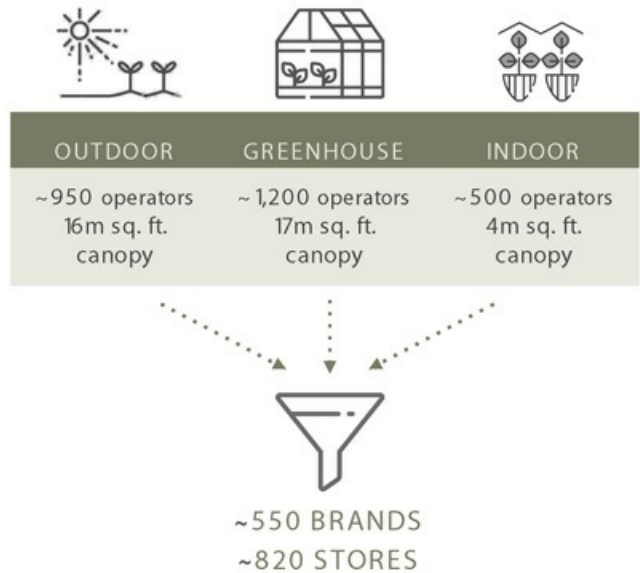 OUTDOOR
~950 operators
16m sq. ft.
canopy
GREENHOUSE
~1,200 operators
17m sq. ft.
canopy
INDOOR
~500 operators
4m sq. ft.
canopy
~550 BRANDS
~820 STORES